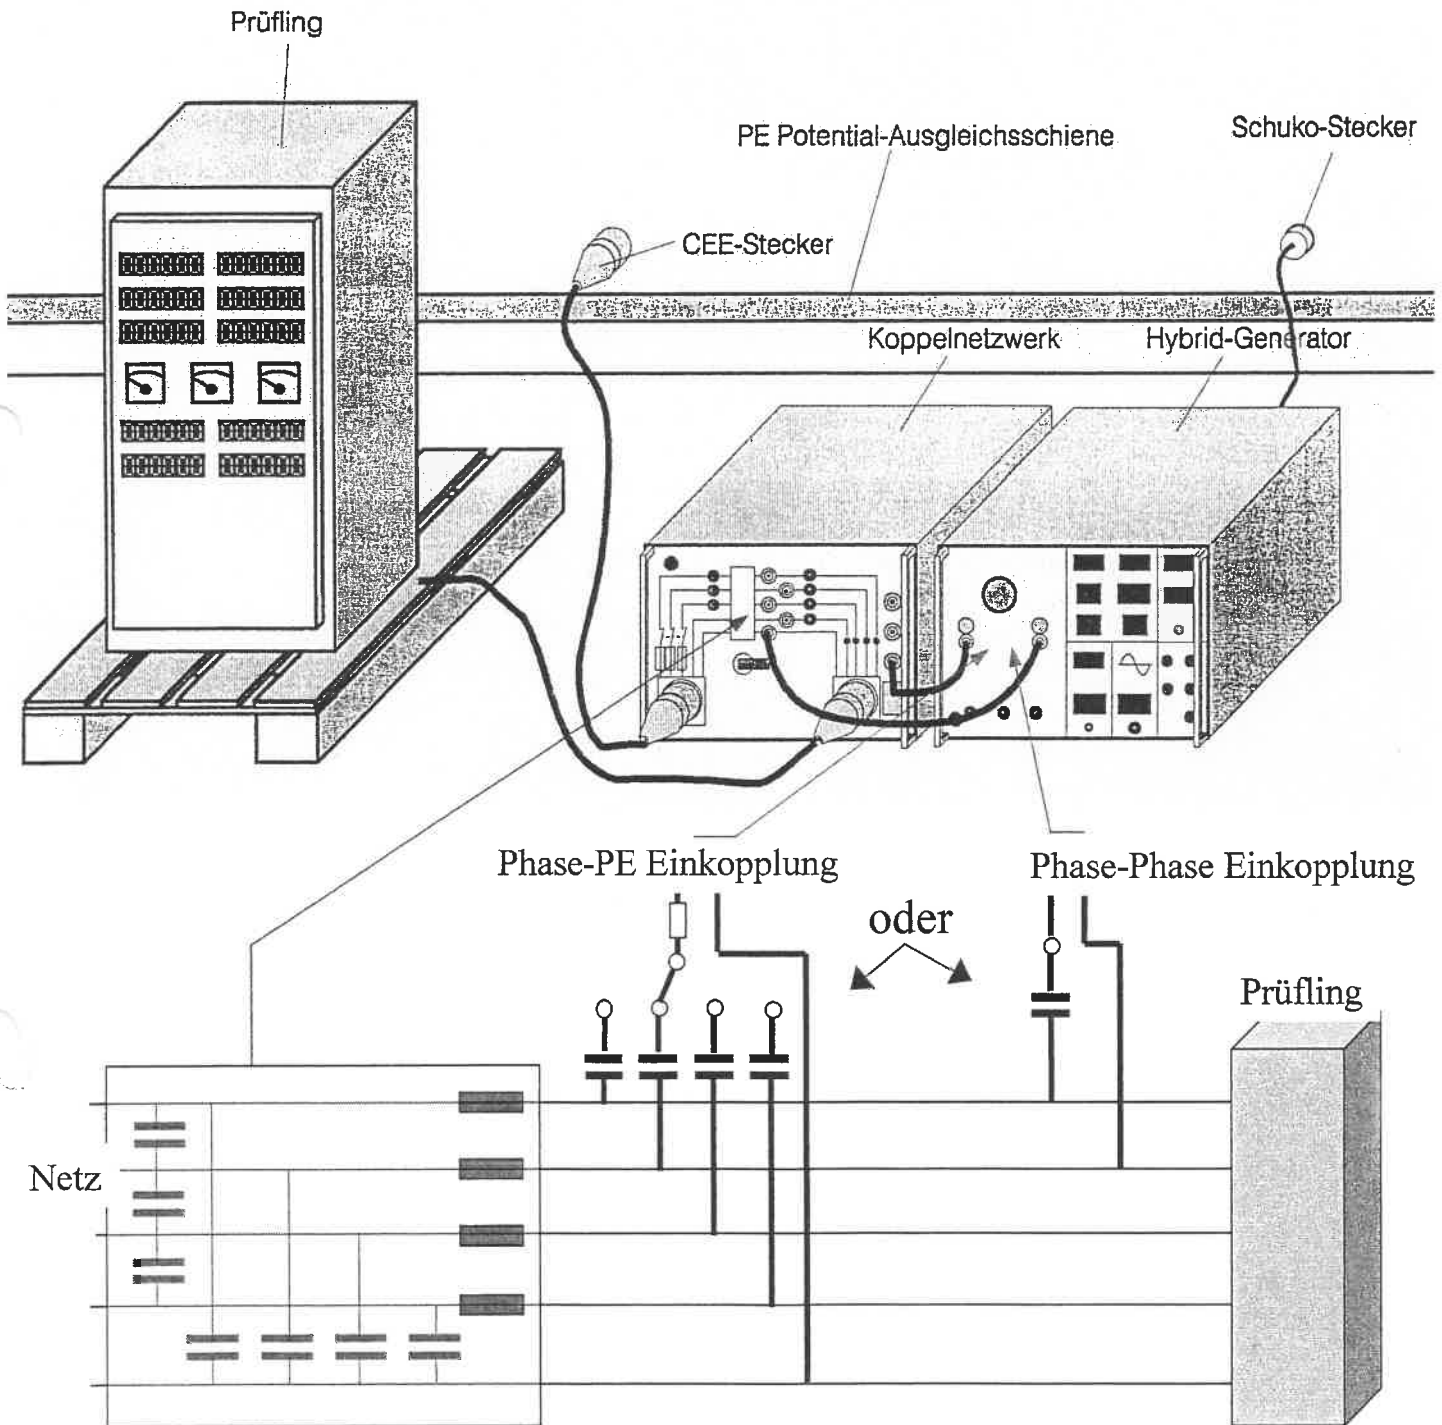 Prüfling
PE Potential-Ausgleichsschiene
Schuko-Stecker
CEE-Stecker
Koppelnetzwerk
Hybrid-Generator
Phase-PE Einkopplung
Phase-Phase Einkopplung
oder
Prüfling
Netz